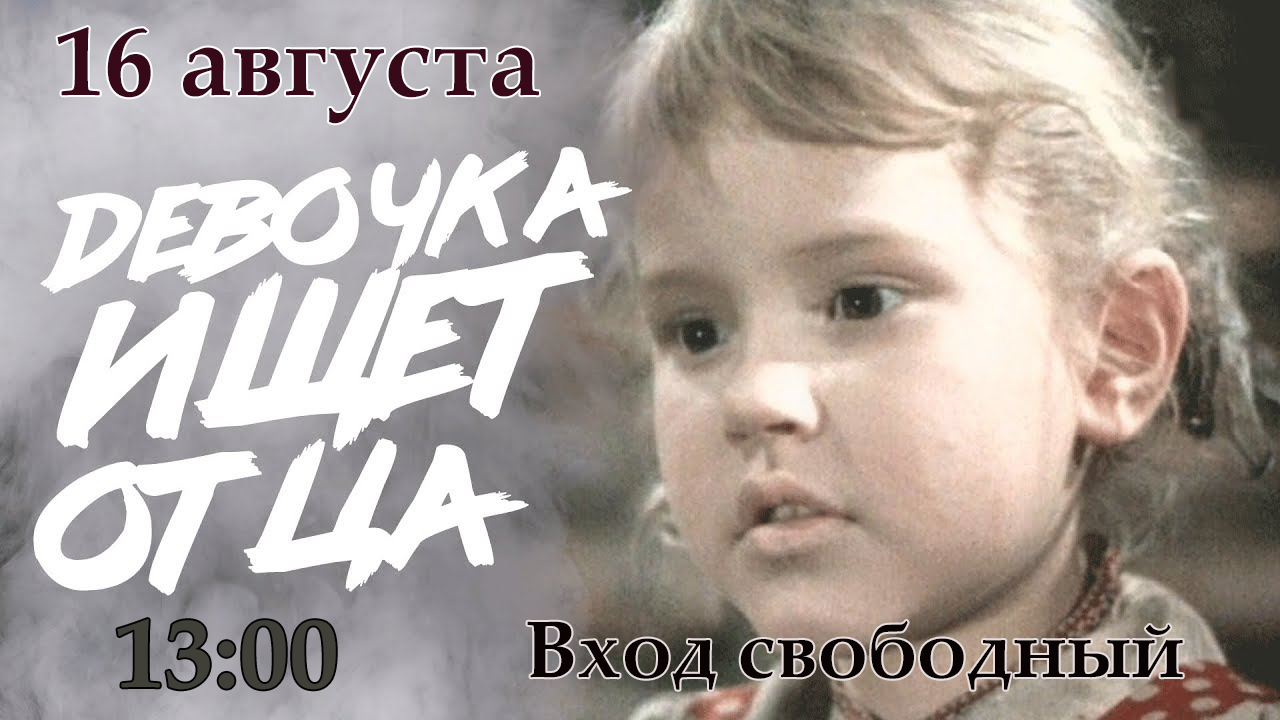 16 августа
ДЕВОЧКА
ИЩЕТ
ОТЦА
13:00
Вход свободный